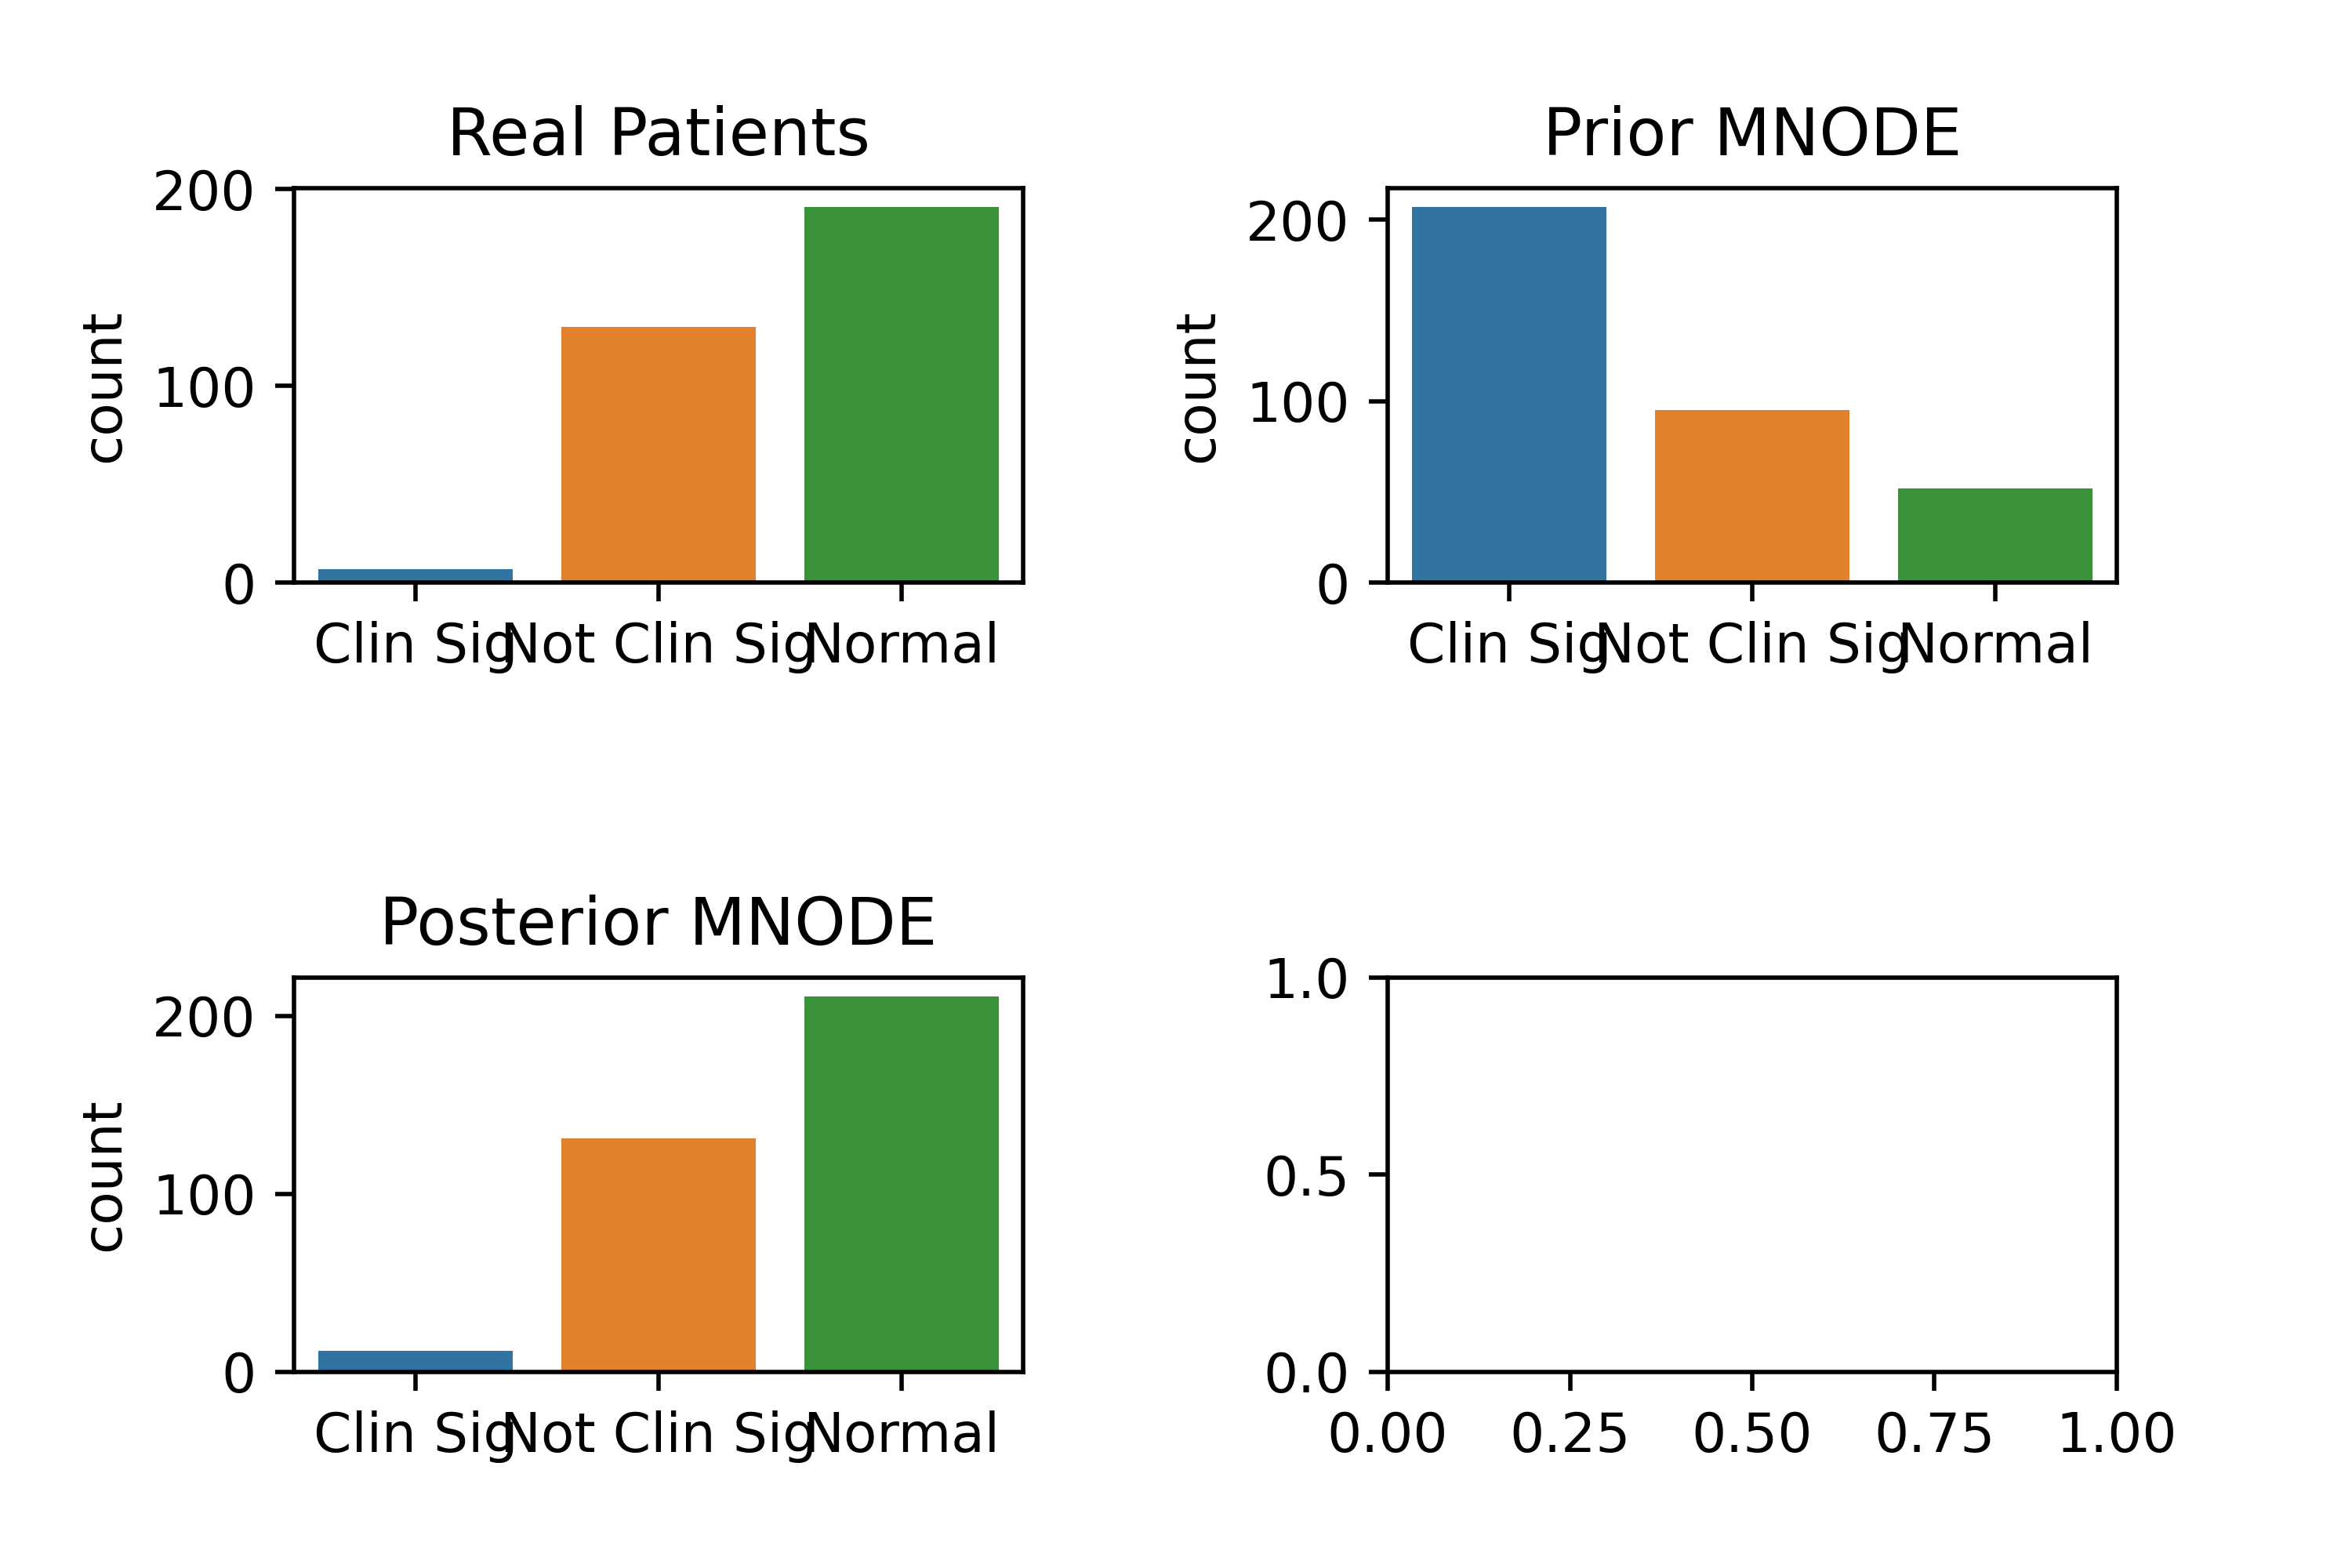 Real Patients
200
100
0
count
Clin Sig
Not Clin Sig
Normal
Prior MNODE
200
100
0
count
Clin Sig
Not Clin Sig
Normal
Posterior MNODE
200
100
0
count
Clin Sig
Not Clin Sig
Normal
1.0
0.5
0.0
0.00 0.25 0.50 0.75 1.00